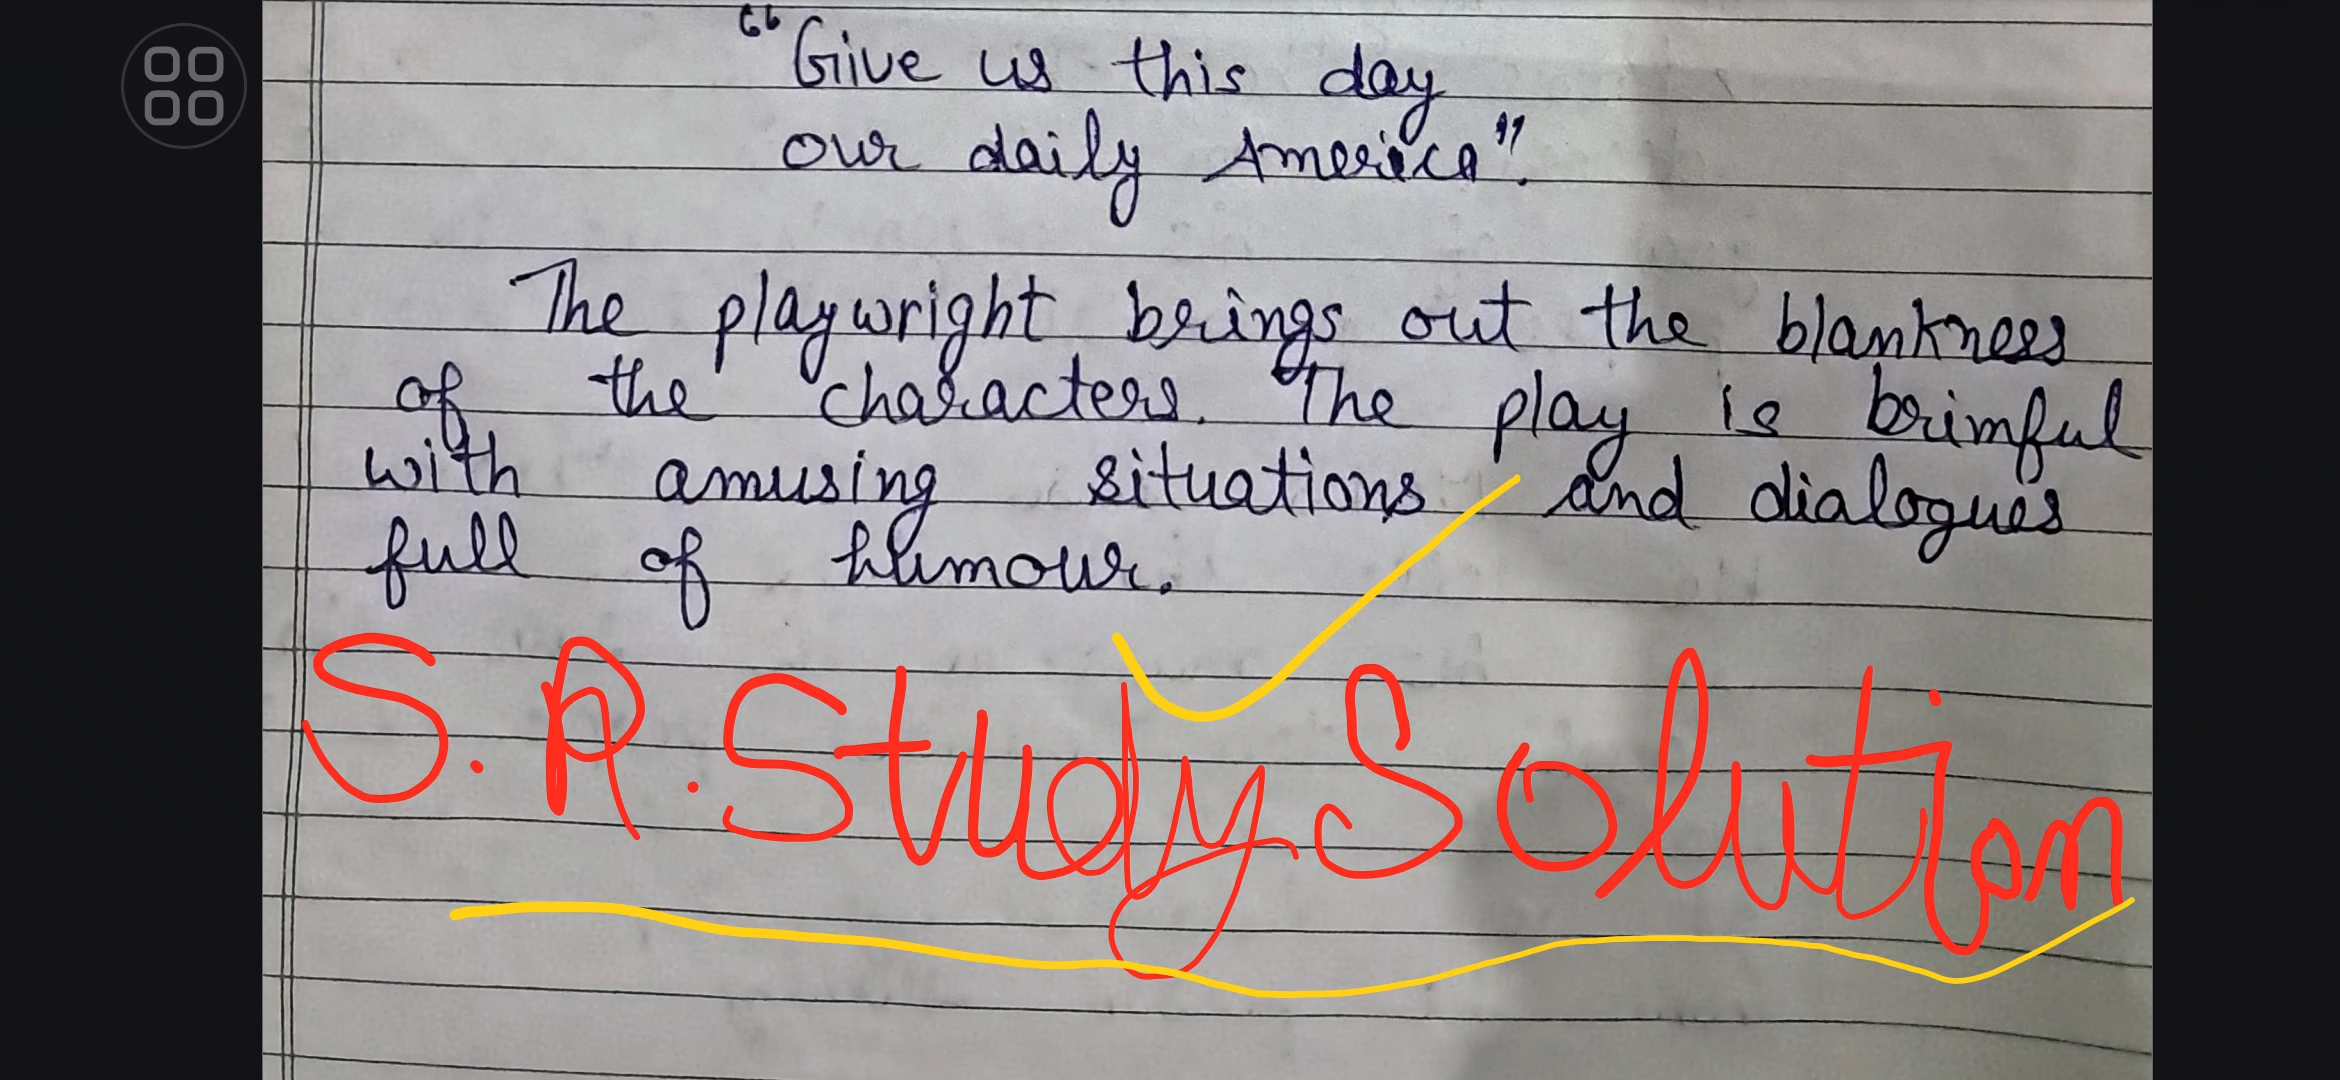 “Give us this day
our daily America”.
The playwright brings out the blankness
of the characters. The play is brimful
with amusing situations and dialogues
full of humour.
S.R.Study Solution